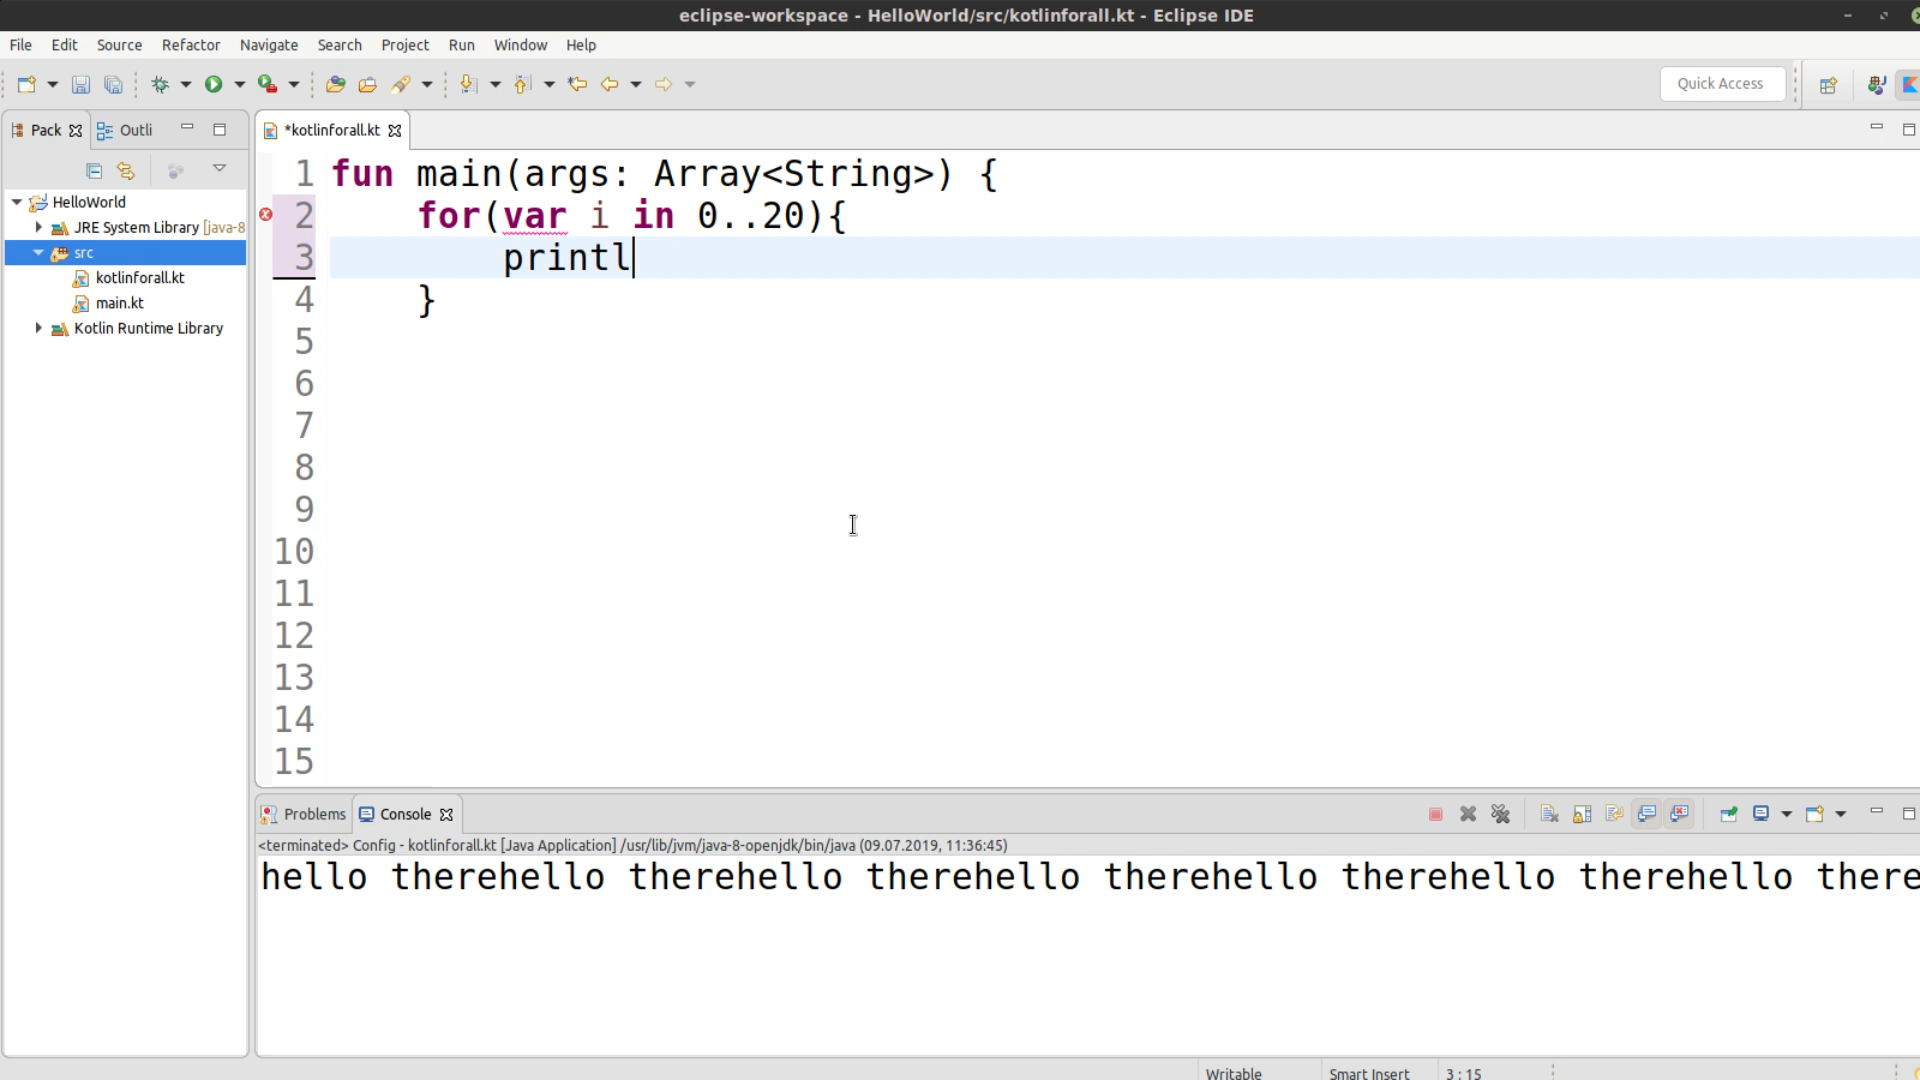 eclipse-workspace - HelloWorld/src/kotlinforall.kt - Eclipse IDE
File Edit Source Refactor Navigate Search Project Run Window Help
Quick Access
Pack Outli
*kotlinforall.kt
HelloWorld
JRE System Library [java-8
src
kotlinforall.kt
main.kt
Kotlin Runtime Library
1 fun main(args: Array<String>) {
2 for(var i in 0..20){
3 printl
4 }
5
6
7
8
9
10
11
12
13
14
15
Problems Console
<terminated> Config - kotlinforall.kt [Java Application] /usr/lib/jvm/java-8-openjdk/bin/java (09.07.2019, 11:36:45)
hello therehello therehello therehello therehello therehello therehello there
Writable Smart Insert 3 : 15